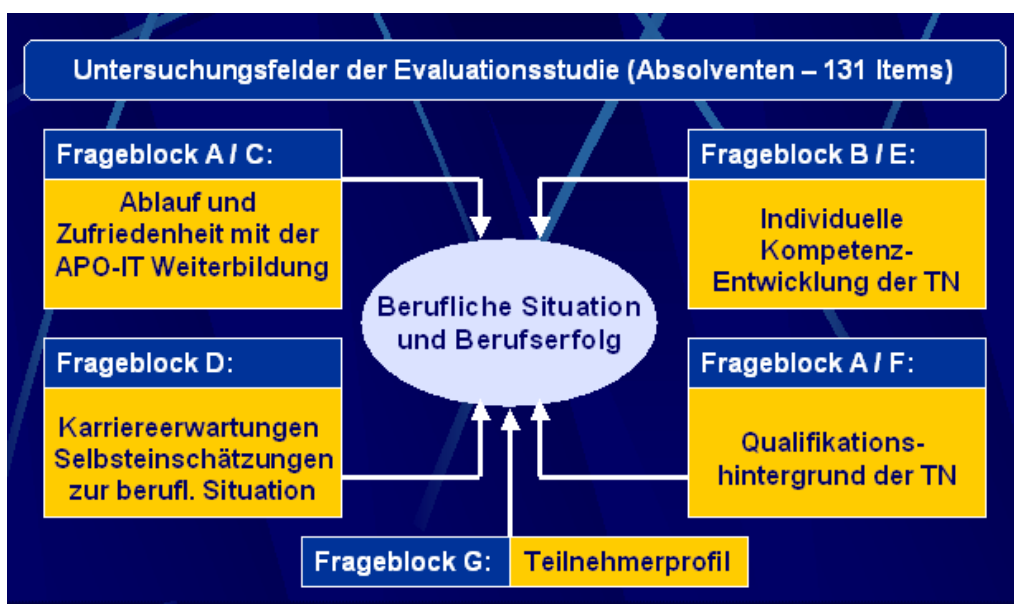 Untersuchungsfelder der Evaluationsstudie (Absolventen – 131 Items)
Frageblock A / C:
Ablauf und
Zufriedenheit mit der
APO-IT Weiterbildung
Frageblock B / E:
Individuelle
Kompetenz-
Entwicklung der TN
Berufliche Situation
und Berufserfolg
Frageblock D:
Karriereerwartungen
Selbsteinschätzungen
zur berufl. Situation
Frageblock A / F:
Qualifikations-
hintergrund der TN
Frageblock G:
Teilnehmerprofil